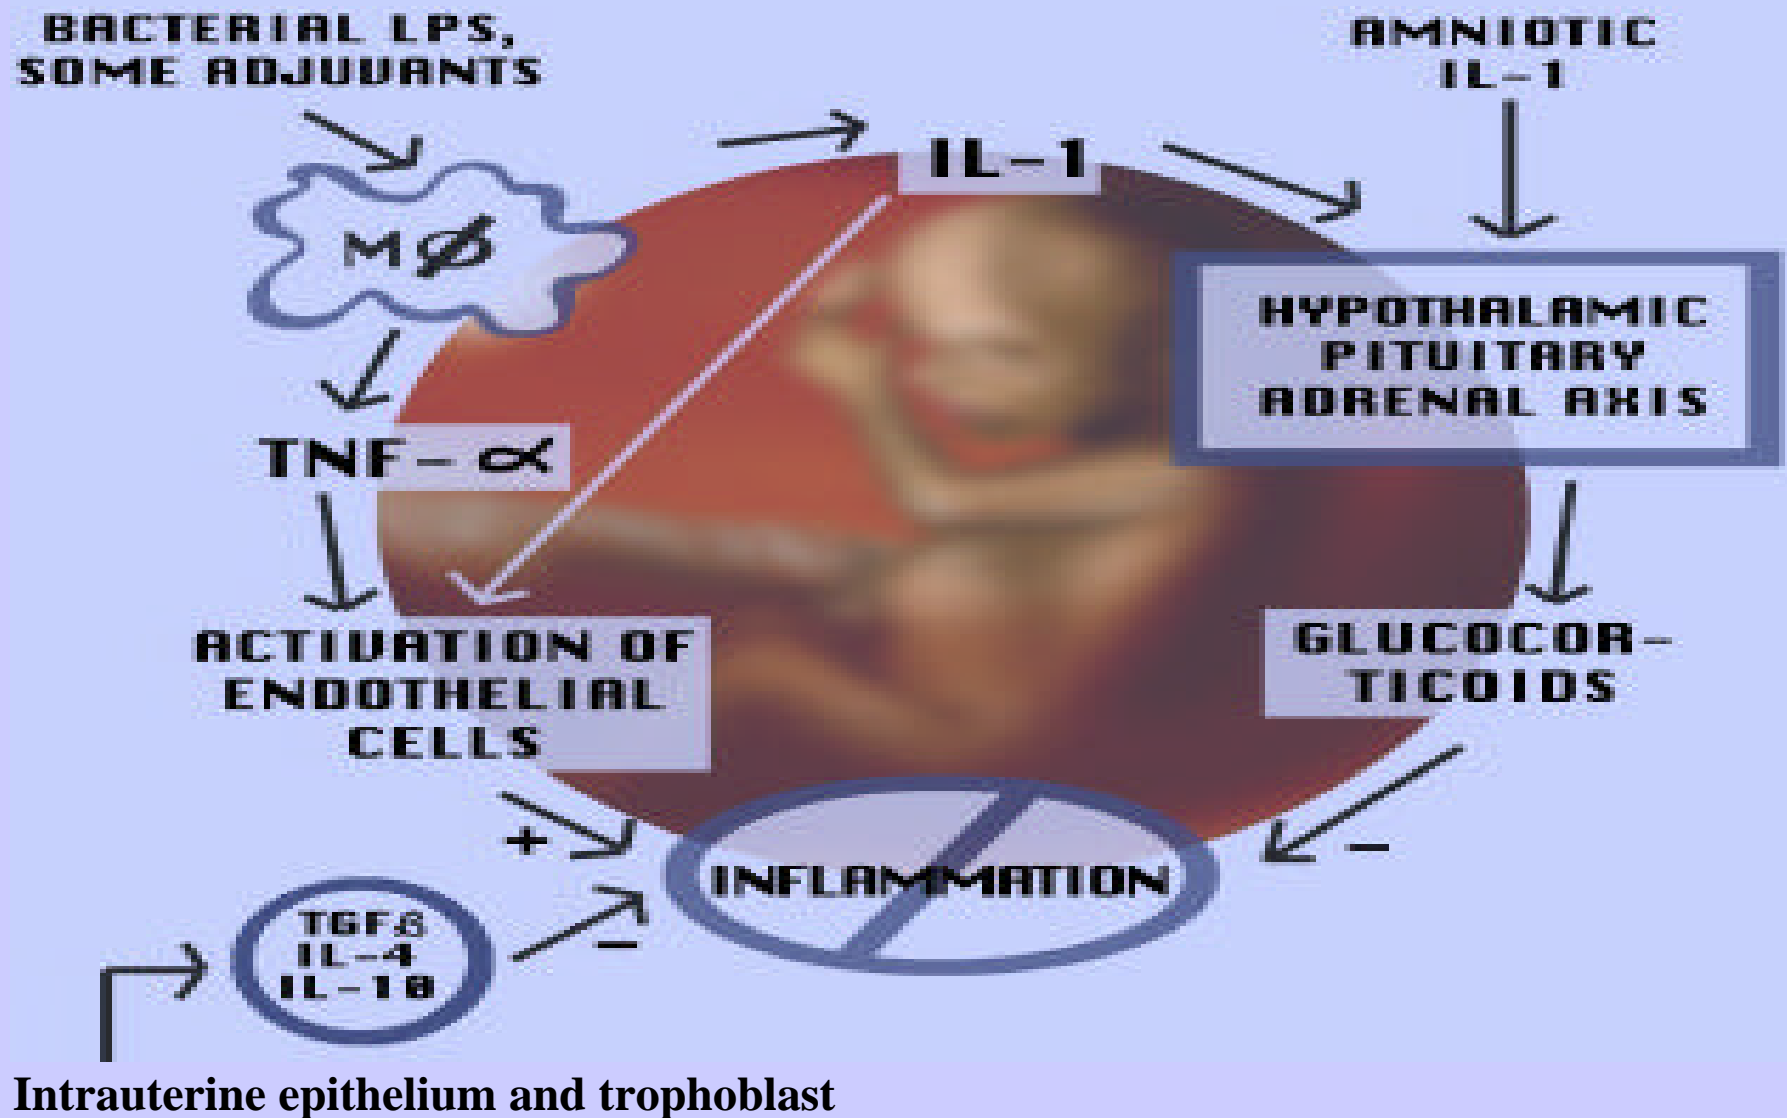 BACTERIAL LPS,
SOME ADJUVANTS
AMNIOTIC
IL-1
IL-1
MØ
HYPOTHALAMIC
PITUITARY
ADRENAL AXIS
TNF-α
ACTIVATION OF
ENDOTHELIAL
CELLS
GLUCOCOR-
TICOIDS
+
-
INFLAMMATION
TGFß
IL-4
IL-10
-
Intrauterine epithelium and trophoblast